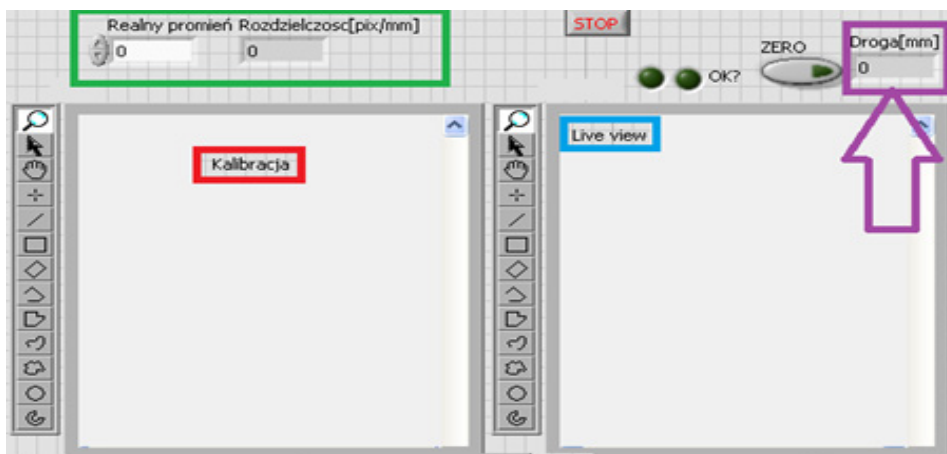 Realny promień Rozdzielczosc[pix/mm]
0 0
STOP
OK?
ZERO
Droga[mm]
0
Kalibracja
Live view